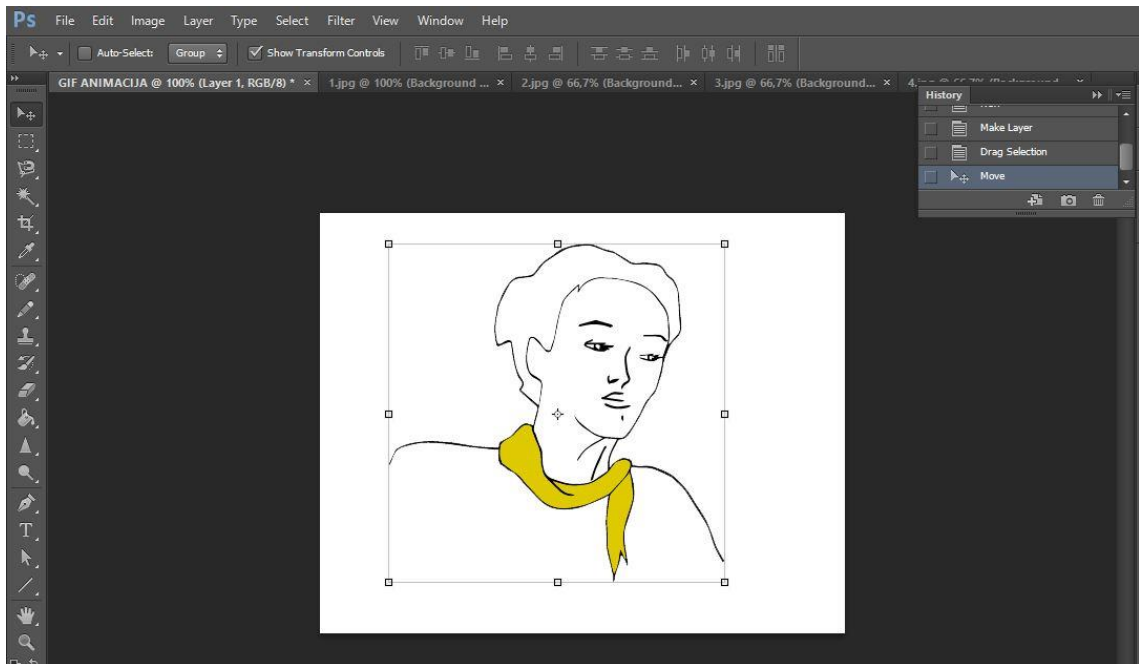 Ps File Edit Image Layer Type Select Filter View Window Help
Auto-Select: Group Show Transform Controls
GIF ANIMACIJA @ 100% (Layer 1, RGB/8) * × 1.jpg @ 100% (Background ... × 2.jpg @ 66,7% (Background... × 3.jpg @ 66,7% (Background... ×
History
Make Layer
Drag Selection
Move
T